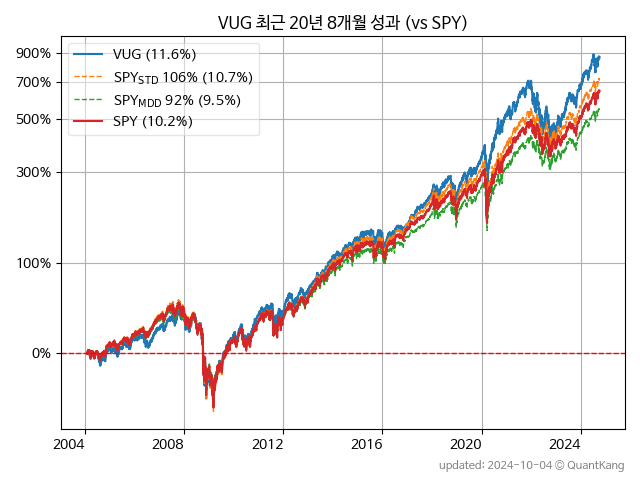 VUG 최근 20년 8개월 성과 (vs SPY)
VUG (11.6%)
SPY_STD 106% (10.7%)
SPY_MDD 92% (9.5%)
SPY (10.2%)
900%
700%
500%
300%
100%
0%
2004 2008 2012 2016 2020 2024
updated: 2024-10-04 © QuantKang